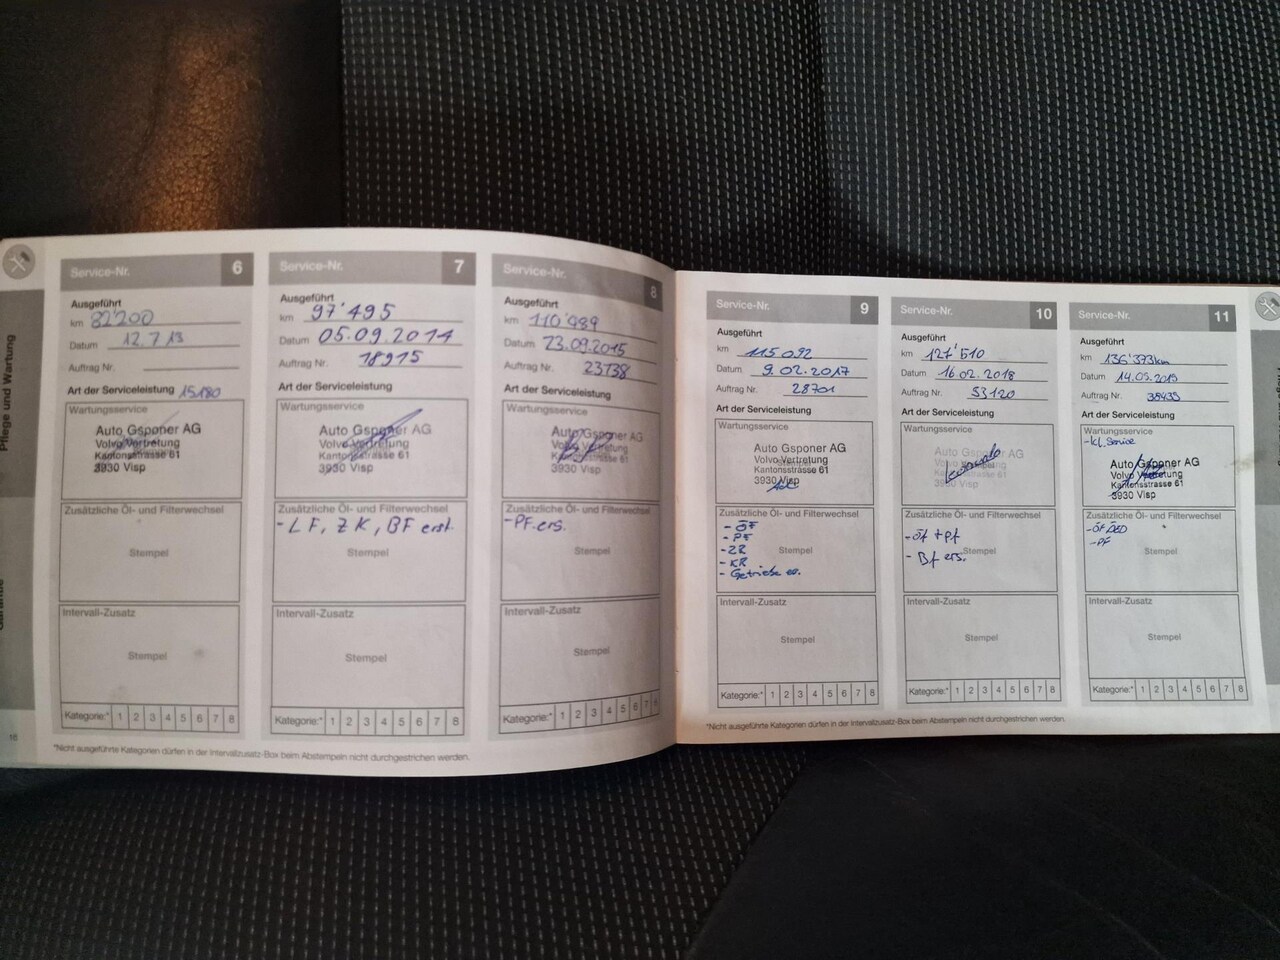 Pflege und Wartung
Service-Nr. 6
Ausgeführt
km 82'200
Datum 12.7.13
Auftrag Nr.
Art der Serviceleistung 15180
Wartungsservice
Auto Gsponer AG
Volvo Vertretung
Kantonsstrasse 61
3930 Visp
Zusätzliche Öl- und Filterwechsel
Stempel
Intervall-Zusatz
Stempel
Kategorie:* 1 2 3 4 5 6 7 8
16
Service-Nr. 7
Ausgeführt
km 97'495
Datum 05.09.2014
Auftrag Nr. 18915
Art der Serviceleistung
Wartungsservice
Auto Gsponer AG
Volvo Vertretung
Kantonsstrasse 61
3930 Visp
Zusätzliche Öl- und Filterwechsel
- LF, ZK, BF erst.
Stempel
Intervall-Zusatz
Stempel
Kategorie:* 1 2 3 4 5 6 7 8
Service-Nr. 8
Ausgeführt
km 110'489
Datum 23.09.2015
Auftrag Nr. 23138
Art der Serviceleistung
Wartungsservice
Auto Gsponer AG
Volvo Vertretung
Kantonsstrasse 61
3930 Visp
Zusätzliche Öl- und Filterwechsel
- PF ers.
Stempel
Intervall-Zusatz
Stempel
Kategorie:* 1 2 3 4 5 6 7 8
*Nicht ausgeführte Kategorien dürfen in der Intervallzusatz-Box beim Abstempeln nicht durchgestrichen werden.
Service-Nr. 9
Ausgeführt
km 115.092
Datum 9.02.2017
Auftrag Nr. 28701
Art der Serviceleistung
Wartungsservice
Auto Gsponer AG
Volvo Vertretung
Stempel
Kantonsstrasse 61
3930 Visp
Zusätzliche Öl- und Filterwechsel
- ÖF
- PF
- ZR
Stempel
- KR
- Getriebe
Intervall-Zusatz
Stempel
Kategorie:* 1 2 3 4 5 6 7 8
Service-Nr. 10
Ausgeführt
km 127'510
Datum 16.02.2018
Auftrag Nr. 53120
Art der Serviceleistung
Wartungsservice
Auto Gsponer AG
Volvo Vertretung
Stempel
3930 Visp
Zusätzliche Öl- und Filterwechsel
- Öf + Pf
- Bf ers.
Stempel
Intervall-Zusatz
Stempel
Kategorie:* 1 2 3 4 5 6 7 8
Service-Nr. 11
Ausgeführt
km 136'373km
Datum 14.05.2019
Auftrag Nr. 38435
Art der Serviceleistung
Wartungsservice
- kl. Service
Auto Gsponer AG
Volvo Vertretung
Kantonsstrasse 61
3930 Visp
Zusätzliche Öl- und Filterwechsel
- ÖF
- PF
Stempel
Intervall-Zusatz
Stempel
Kategorie:* 1 2 3 4 5 6 7 8
*Nicht ausgeführte Kategorien dürfen in der Intervallzusatz-Box beim Abstempeln nicht durchgestrichen werden.